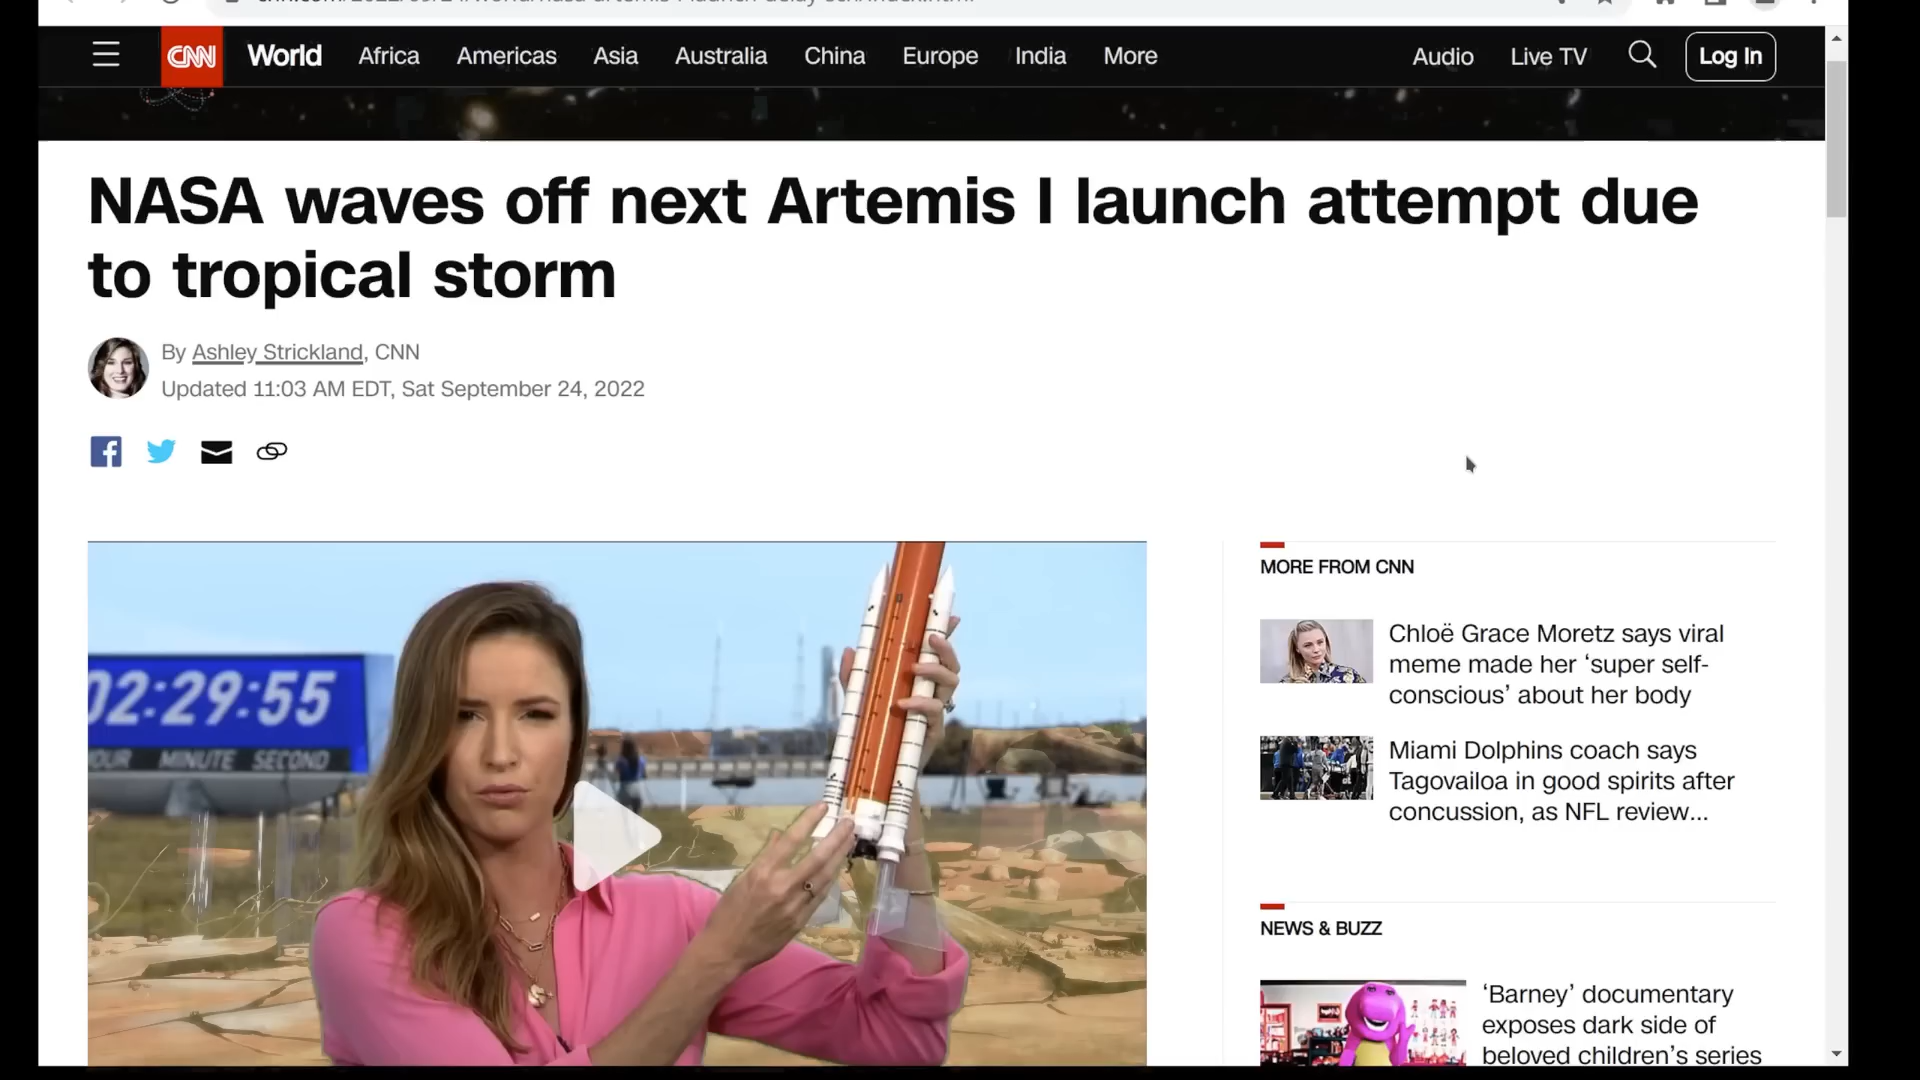 CNN World Africa Americas Asia Australia China Europe India More Audio Live TV Log In
NASA waves off next Artemis I launch attempt due
to tropical storm
By Ashley Strickland, CNN
Updated 11:03 AM EDT, Sat September 24, 2022
02:29:55
HOUR MINUTE SECOND
MORE FROM CNN
Chloë Grace Moretz says viral
meme made her ‘super self-
conscious’ about her body
Miami Dolphins coach says
Tagovailoa in good spirits after
concussion, as NFL review...
NEWS & BUZZ
‘Barney’ documentary
exposes dark side of
beloved children’s series